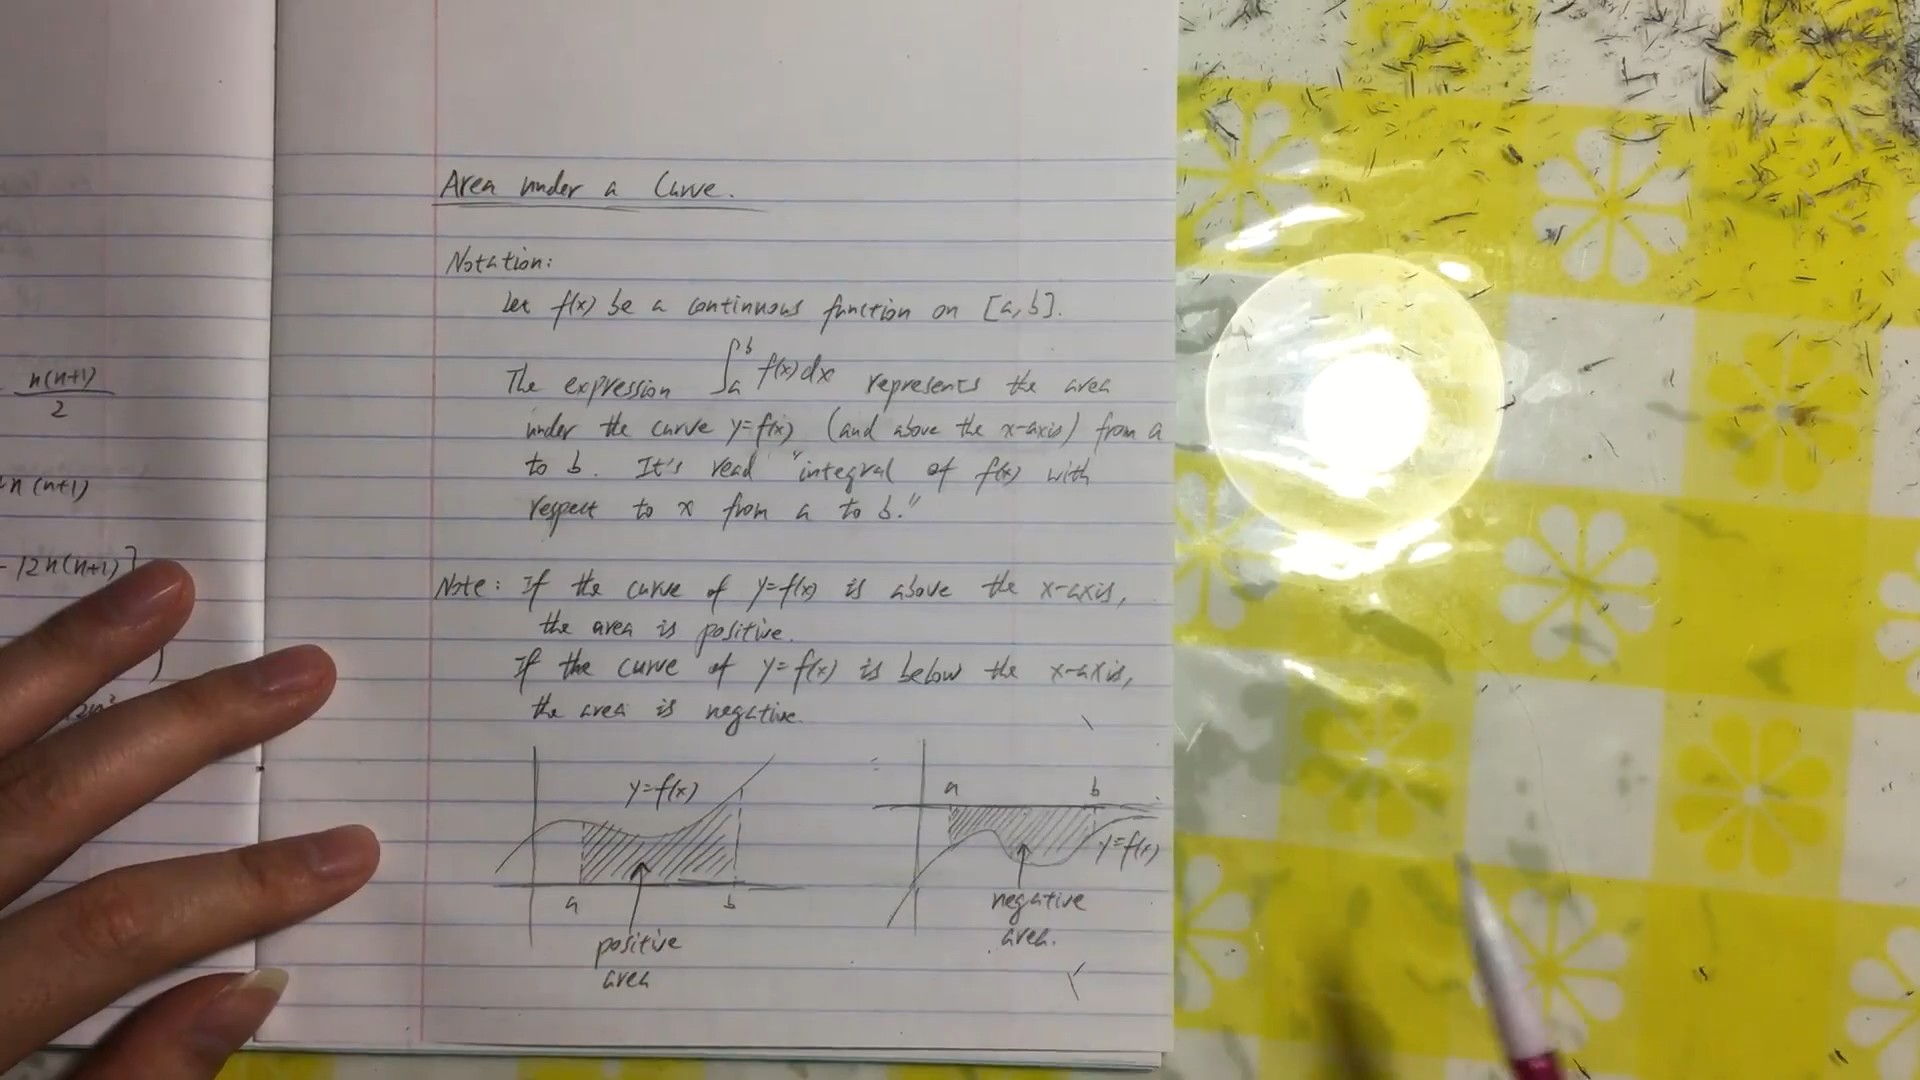 n(n+1)
2
n(n+1)
- 12n(n+1)]
Area under a Curve.
Notation:
Let f(x) be a continuous function on [a,b].
The expression ∫_a^b f(x)dx represents the area
under the curve y=f(x) (and above the x-axis) from a
to b. It's read "integral of f(x) with
respect to x from a to b."
Note: If the curve of y=f(x) is above the x-axis,
the area is positive.
If the curve of y=f(x) is below the x-axis,
the area is negative.
y=f(x)
a b
positive
area
a b
y=f(x)
negative
area.